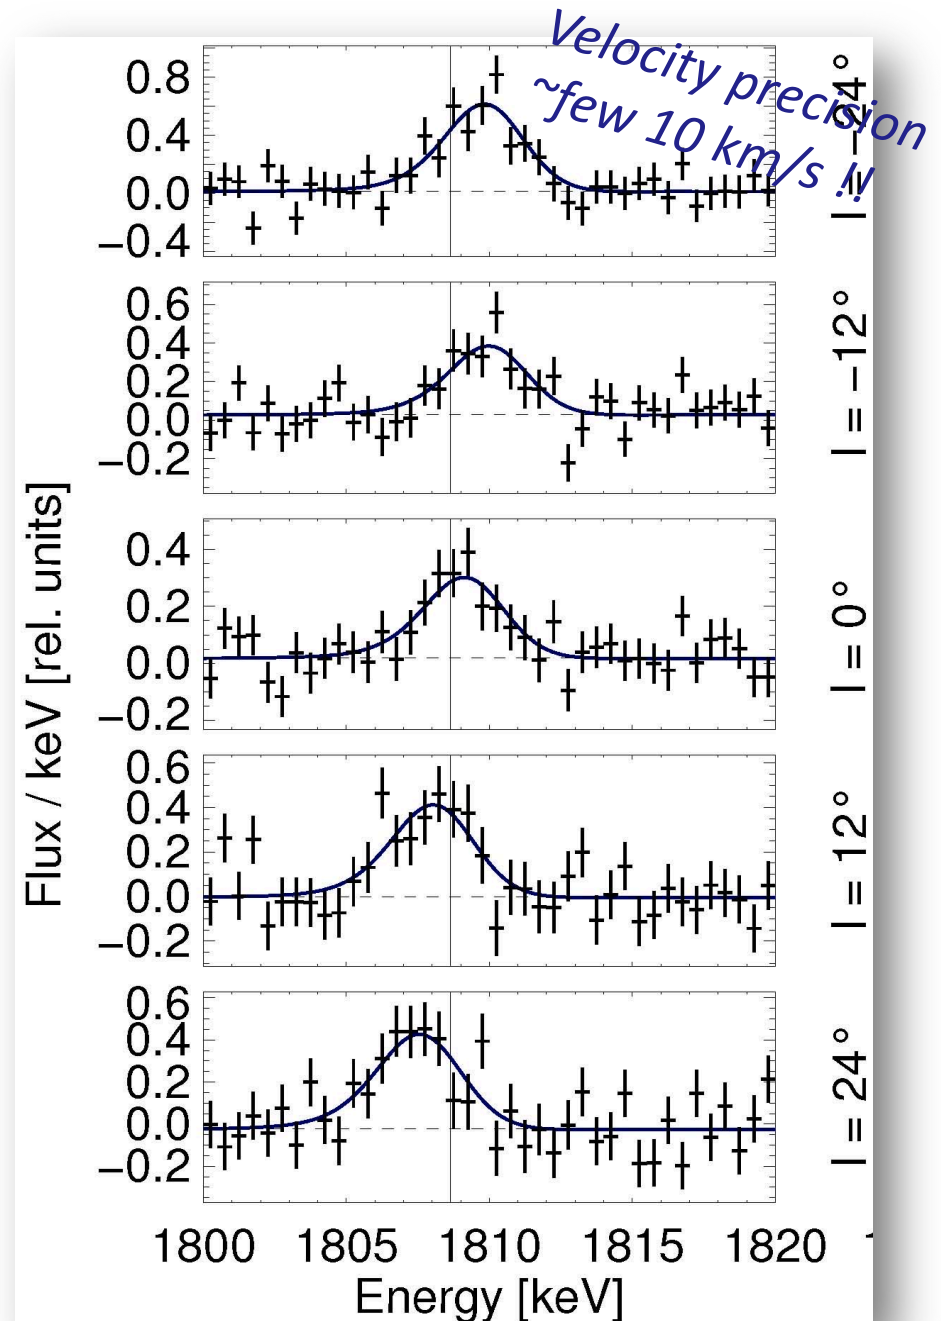 Velocity precision
~few 10 km/s !!
0.8
0.4
0.0
−0.4
l = −24°
0.6
0.4
0.2
0.0
−0.2
l = −12°
0.4
0.2
0.0
−0.2
l = 0°
0.6
0.4
0.2
0.0
−0.2
l = 12°
0.6
0.4
0.2
0.0
−0.2
l = 24°
Flux / keV [rel. units]
1800 1805 1810 1815 1820
Energy [keV]